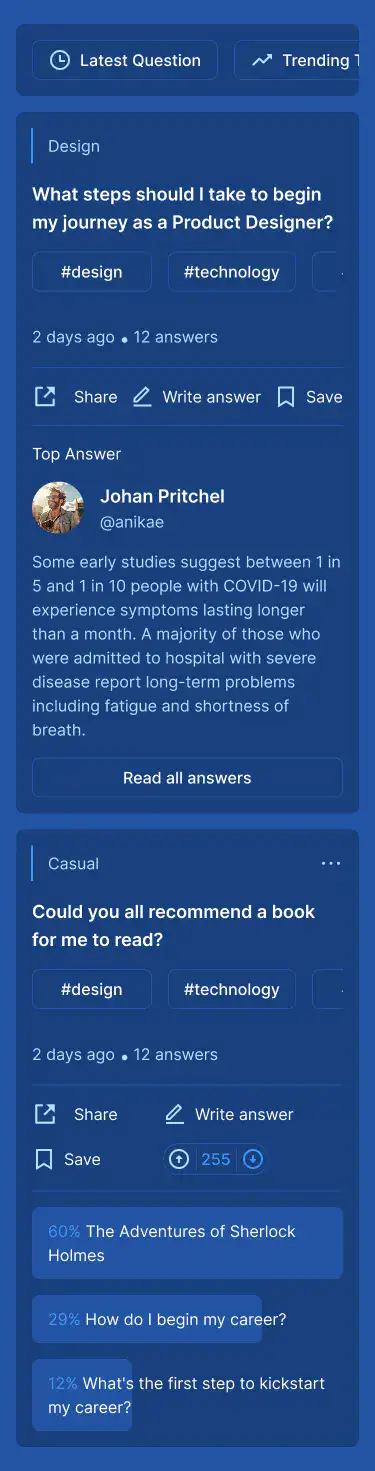 Latest Question
Trending T
Design
What steps should I take to begin
my journey as a Product Designer?
#design
#technology
2 days ago • 12 answers
Share
Write answer
Save
Top Answer
Johan Pritchel
@anikae
Some early studies suggest between 1 in
5 and 1 in 10 people with COVID-19 will
experience symptoms lasting longer
than a month. A majority of those who
were admitted to hospital with severe
disease report long-term problems
including fatigue and shortness of
breath.
Read all answers
Casual
Could you all recommend a book
for me to read?
#design
#technology
2 days ago • 12 answers
Share
Write answer
Save
255
60% The Adventures of Sherlock
Holmes
29% How do I begin my career?
12% What's the first step to kickstart
my career?